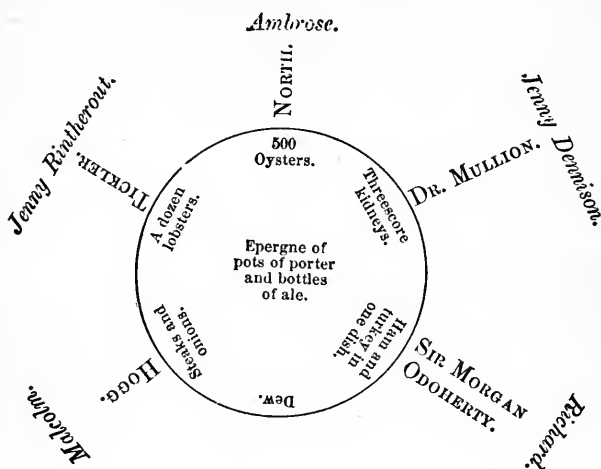 Ambrose.
NORTH.
500
Oysters.
Jenny Rintherout.
TICKLER.
A dozen
lobsters.
Jenny Dennison.
DR. MULLION.
Threescore
kidneys.
Epergne of
pots of porter
and bottles
of ale.
Steaks and
onions.
HOGG.
Malcolm.
Ham and
turkey in
one dish.
SIR MORGAN
ODOHERTY.
Richard.
Dew.